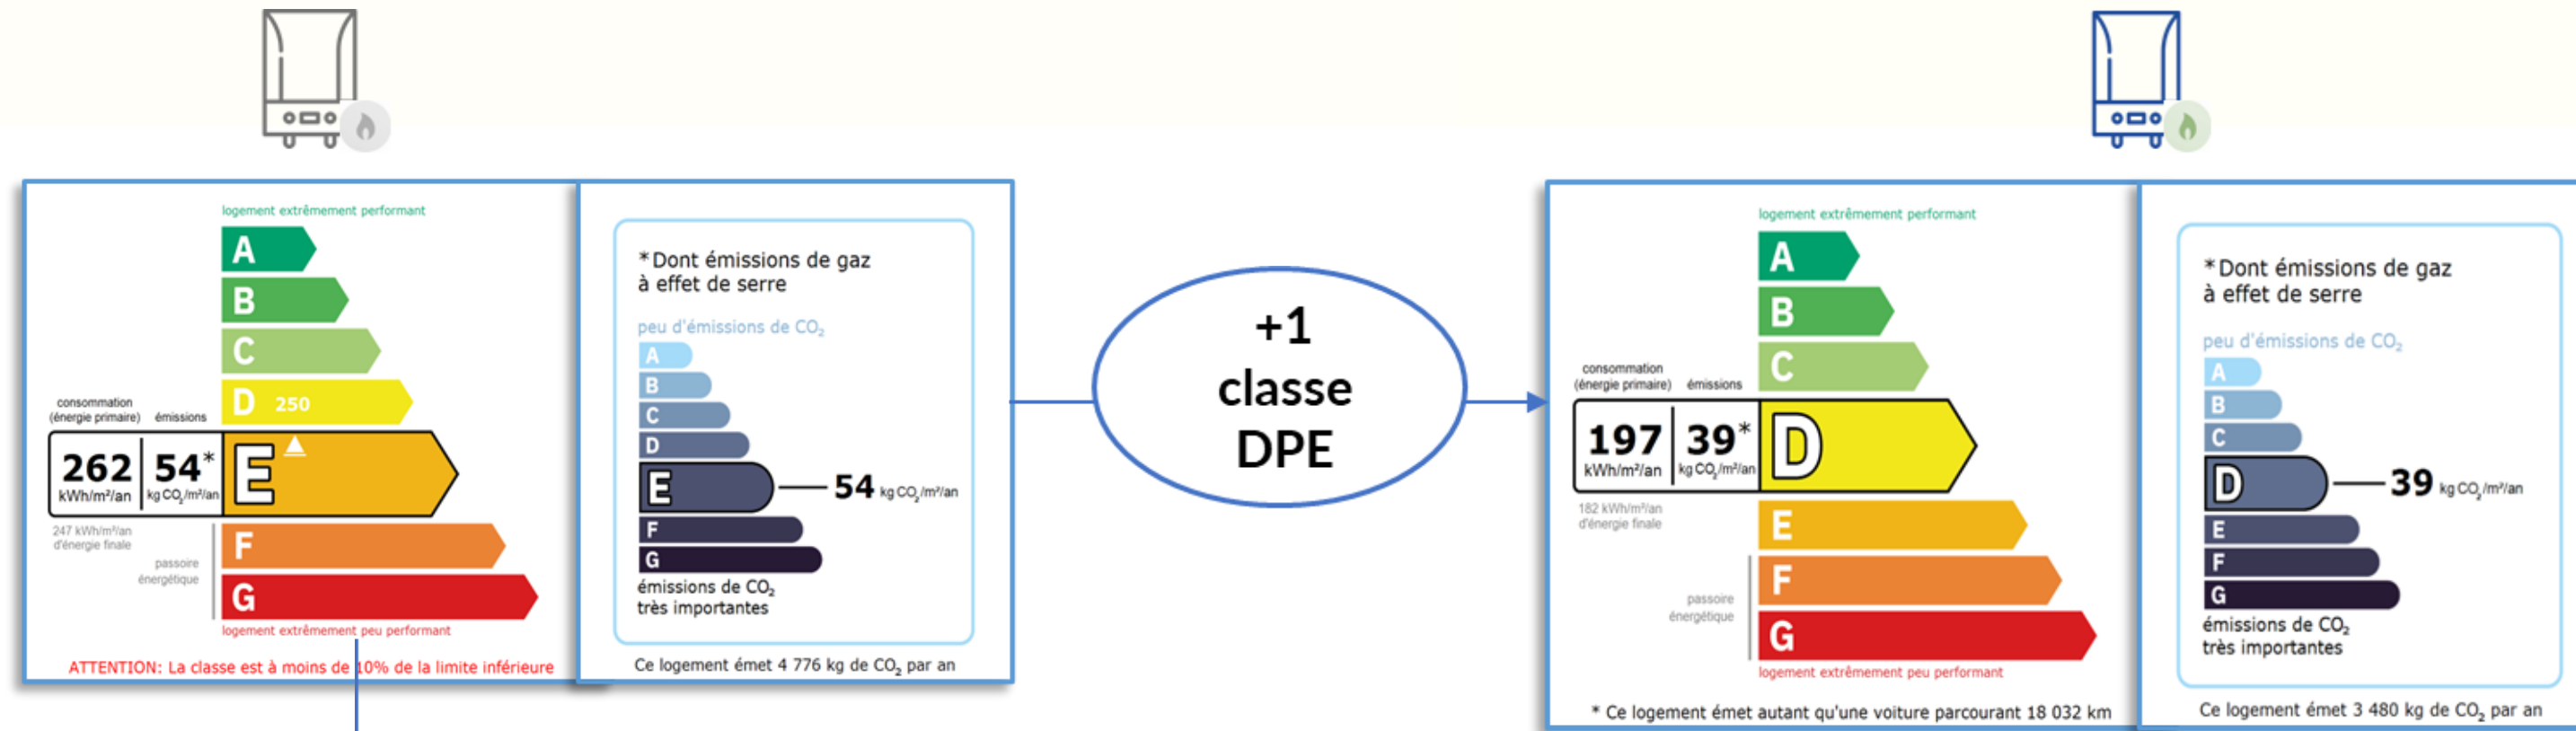 logement extrêmement performant
A
B
C
D 250
consommation
(énergie primaire) émissions
262 54* E
kWh/m²/an kg CO₂/m²/an
247 kWh/m²/an
d'énergie finale
passoire
énergétique
F
G
logement extrêmement peu performant
ATTENTION: La classe est à moins de 10% de la limite inférieure
*Dont émissions de gaz
à effet de serre
peu d'émissions de CO₂
A
B
C
D
E 54 kg CO₂/m²/an
F
G
émissions de CO₂
très importantes
Ce logement émet 4 776 kg de CO₂ par an
+1
classe
DPE
logement extrêmement performant
A
B
C
consommation
(énergie primaire) émissions
197 39* D
kWh/m²/an kg CO₂/m²/an
182 kWh/m²/an
d'énergie finale
E
passoire
énergétique
F
G
logement extrêmement peu performant
* Ce logement émet autant qu'une voiture parcourant 18 032 km
*Dont émissions de gaz
à effet de serre
peu d'émissions de CO₂
A
B
C
D 39 kg CO₂/m²/an
E
F
G
émissions de CO₂
très importantes
Ce logement émet 3 480 kg de CO₂ par an